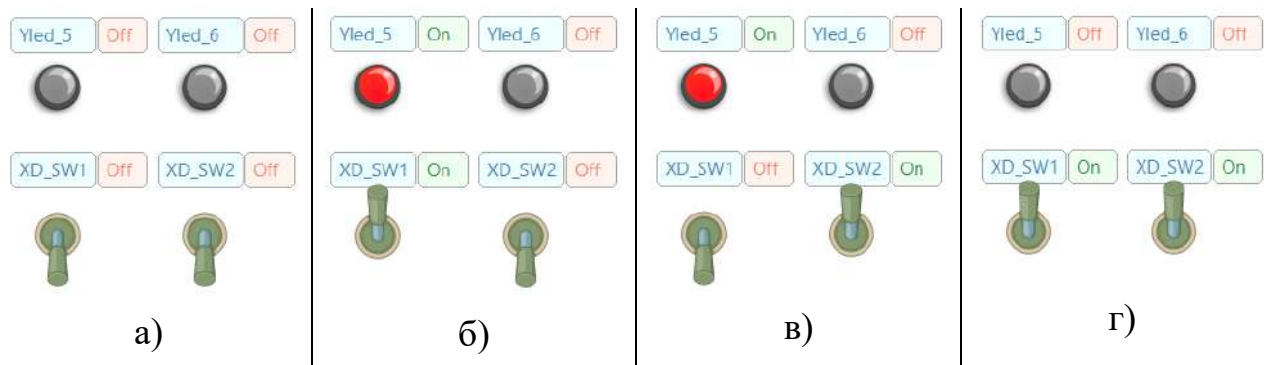 Yled_5 Off Yled_6 Off
XD_SW1 Off XD_SW2 Off
а)
Yled_5 On Yled_6 Off
XD_SW1 On XD_SW2 Off
б)
Yled_5 On Yled_6 Off
XD_SW1 Off XD_SW2 On
в)
Yled_5 Off Yled_6 Off
XD_SW1 On XD_SW2 On
г)